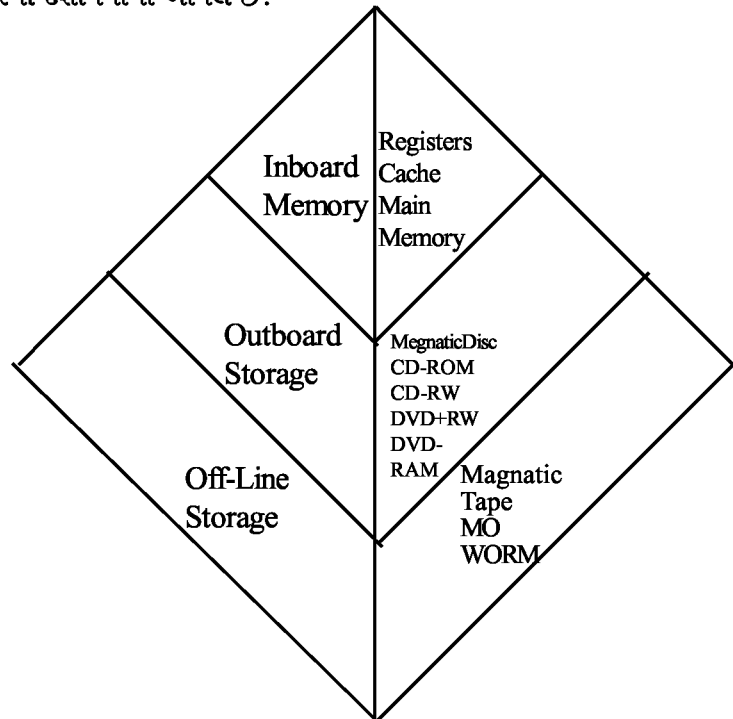 Inboard
Memory
Registers
Cache
Main
Memory
Outboard
Storage
MegnaticDisc
CD-ROM
CD-RW
DVD+RW
DVD-
RAM
Off-Line
Storage
Magnatic
Tape
MO
WORM